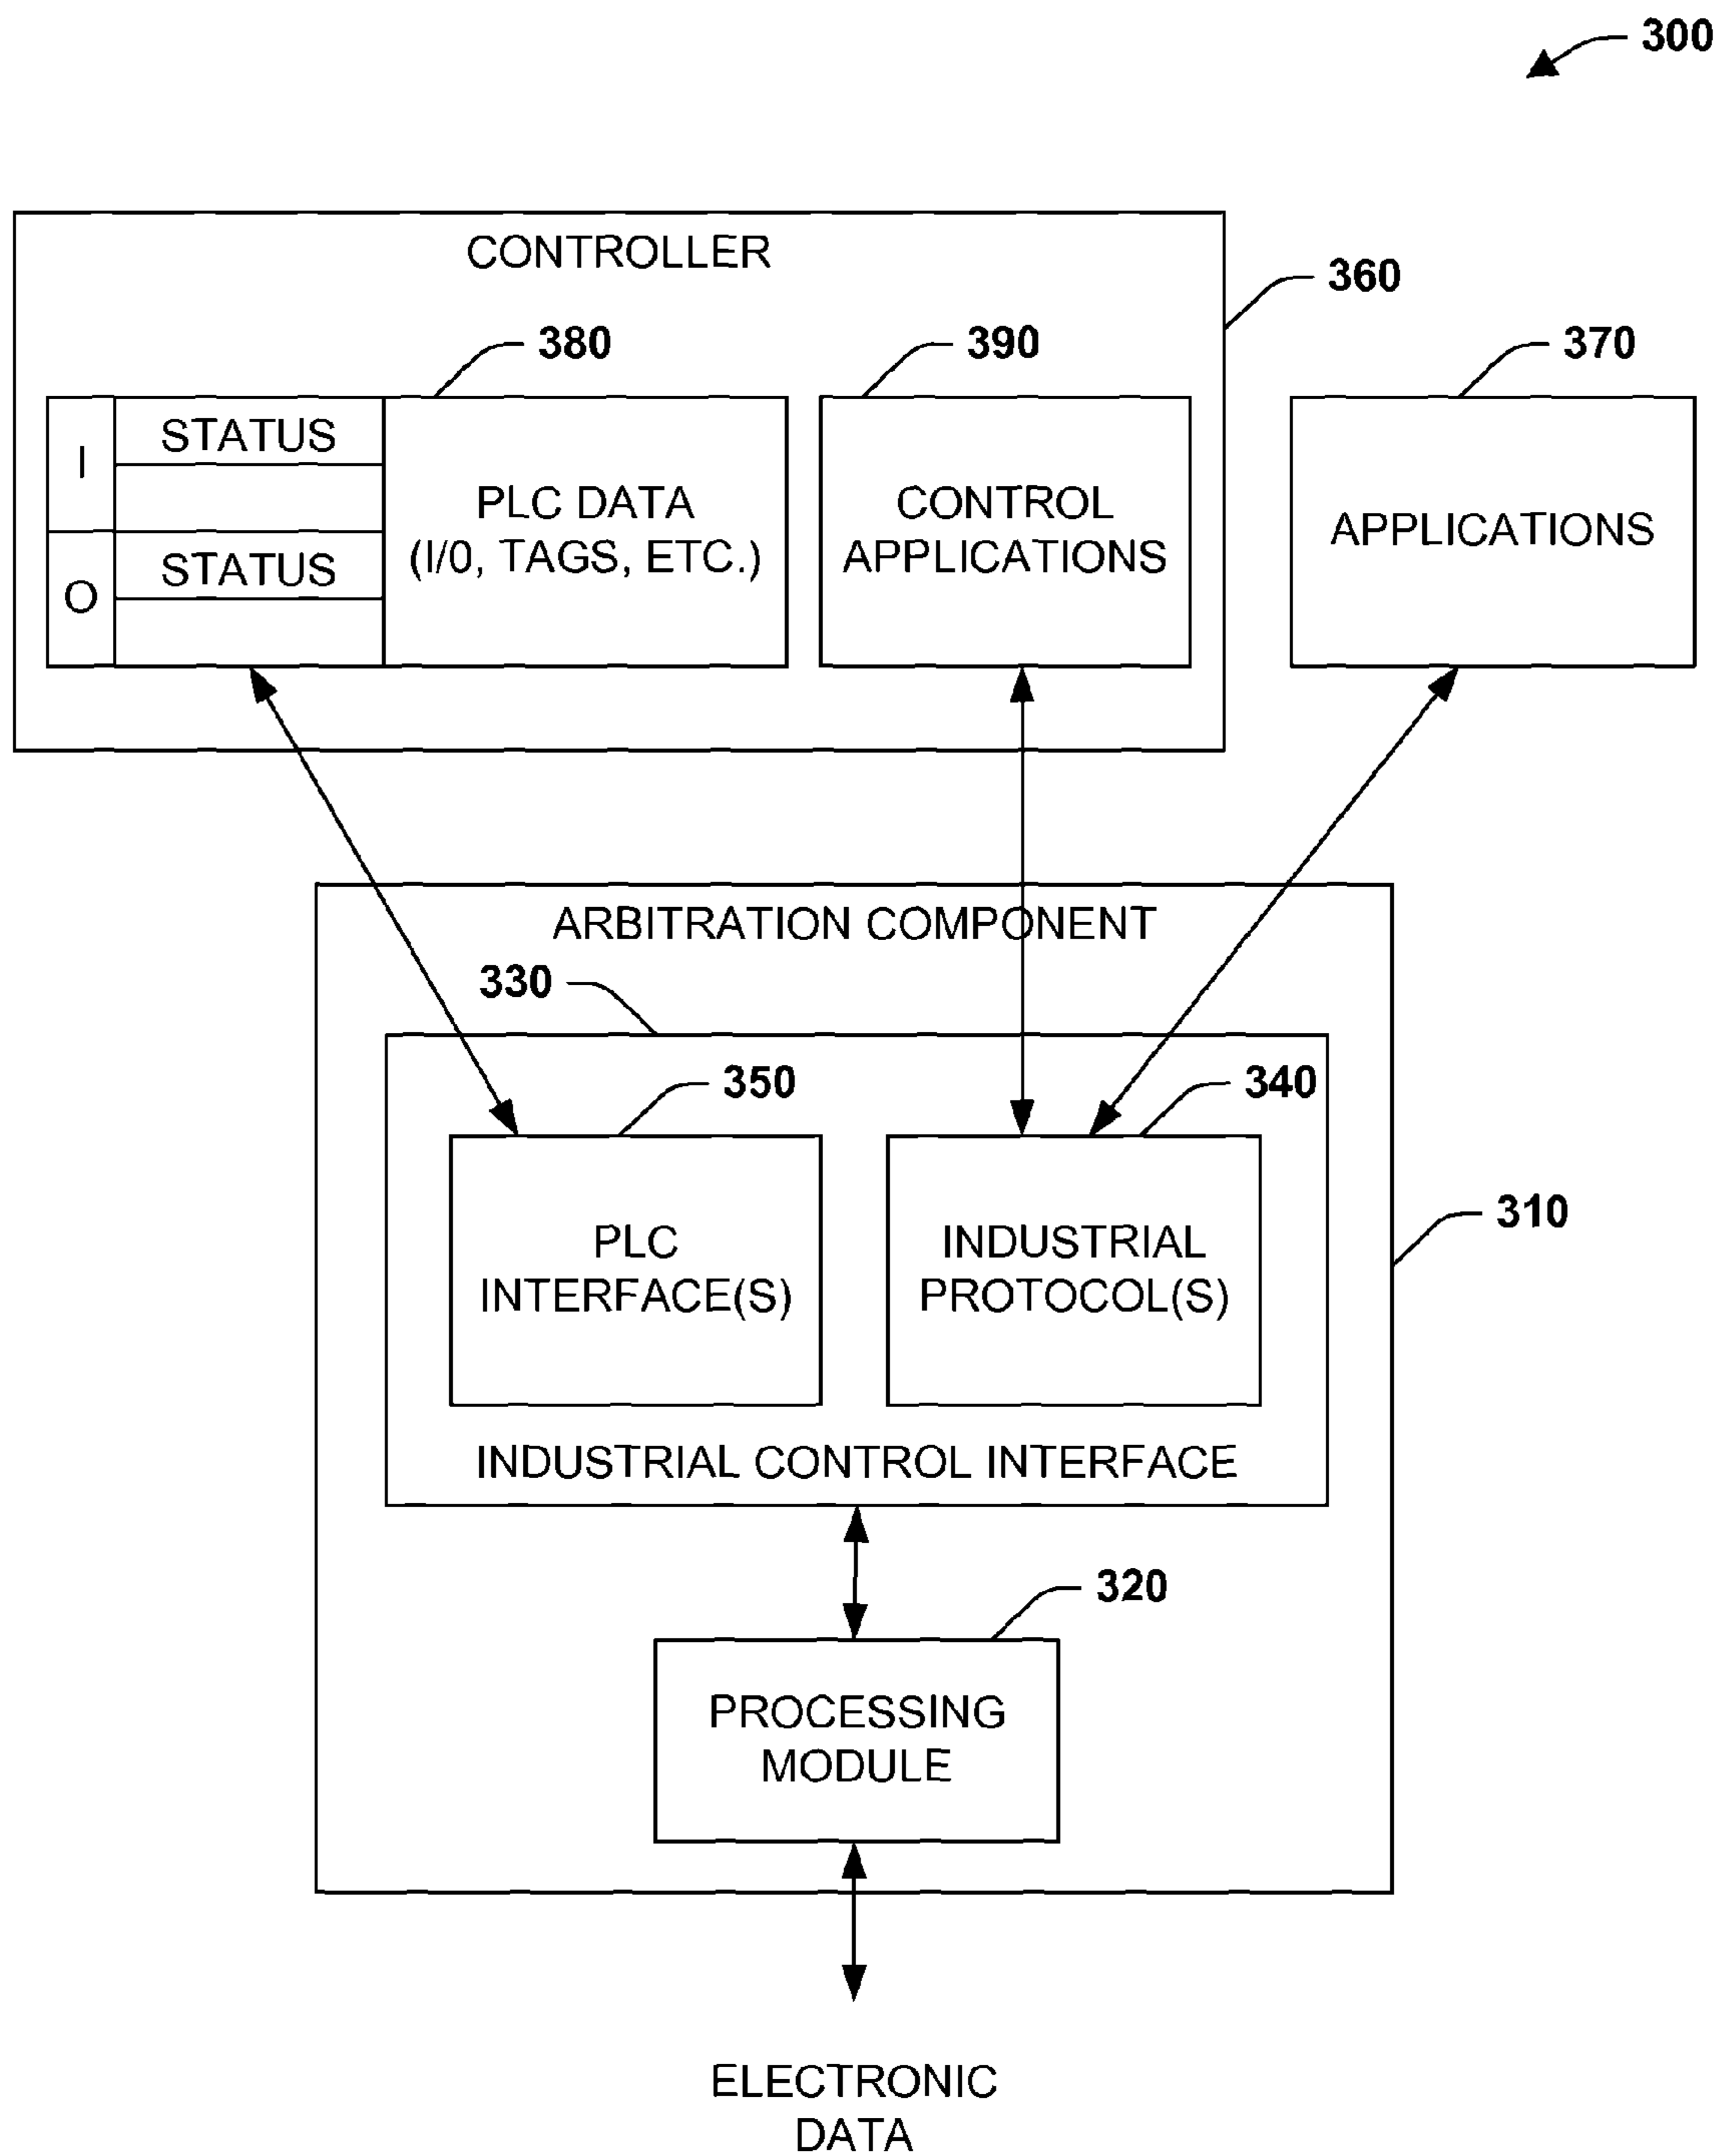 300
CONTROLLER
360
380
390
370
I
STATUS
O
STATUS
PLC DATA
(I/0, TAGS, ETC.)
CONTROL
APPLICATIONS
APPLICATIONS
ARBITRATION COMPONENT
330
350
340
PLC
INTERFACE(S)
INDUSTRIAL
PROTOCOL(S)
310
INDUSTRIAL CONTROL INTERFACE
320
PROCESSING
MODULE
ELECTRONIC
DATA